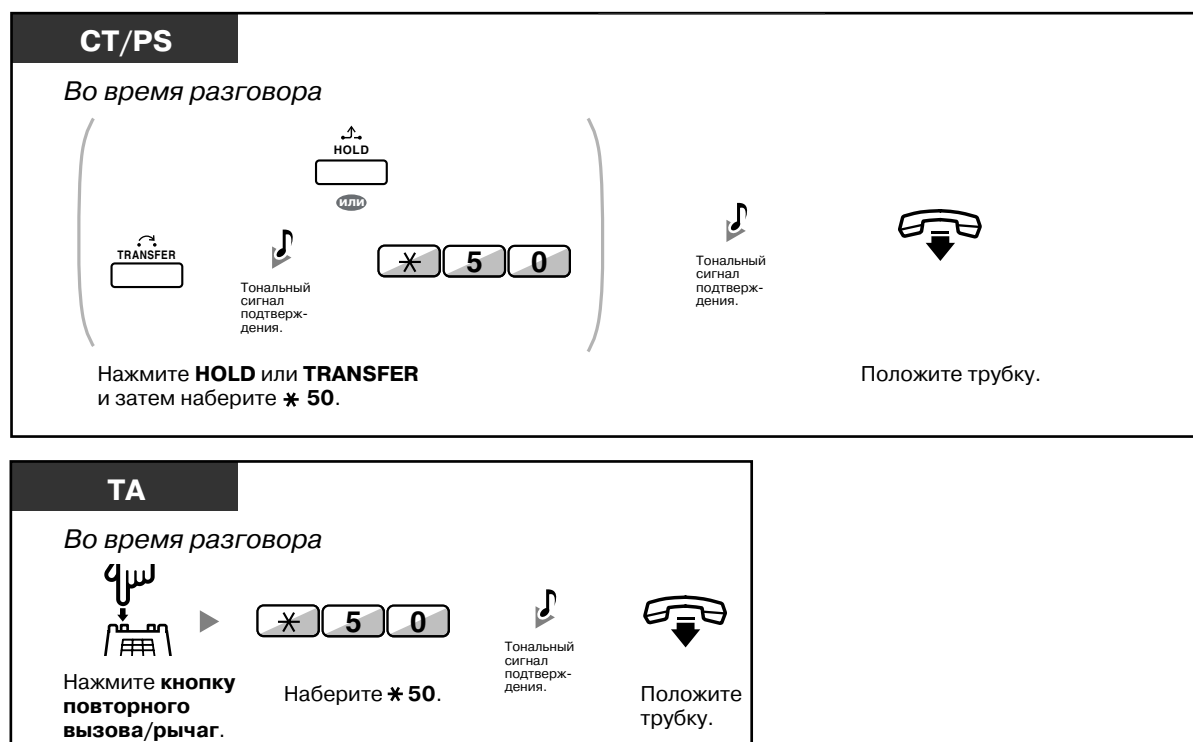 CT/PS
Во время разговора
HOLD
или
TRANSFER
Тональный
сигнал
подтверж-
дения.
* 5 0
Тональный
сигнал
подтверж-
дения.
Нажмите HOLD или TRANSFER
и затем наберите * 50.
Положите трубку.
TA
Во время разговора
* 5 0
Тональный
сигнал
подтверж-
дения.
Нажмите кнопку
повторного
вызова/рычаг.
Наберите * 50.
Положите
трубку.